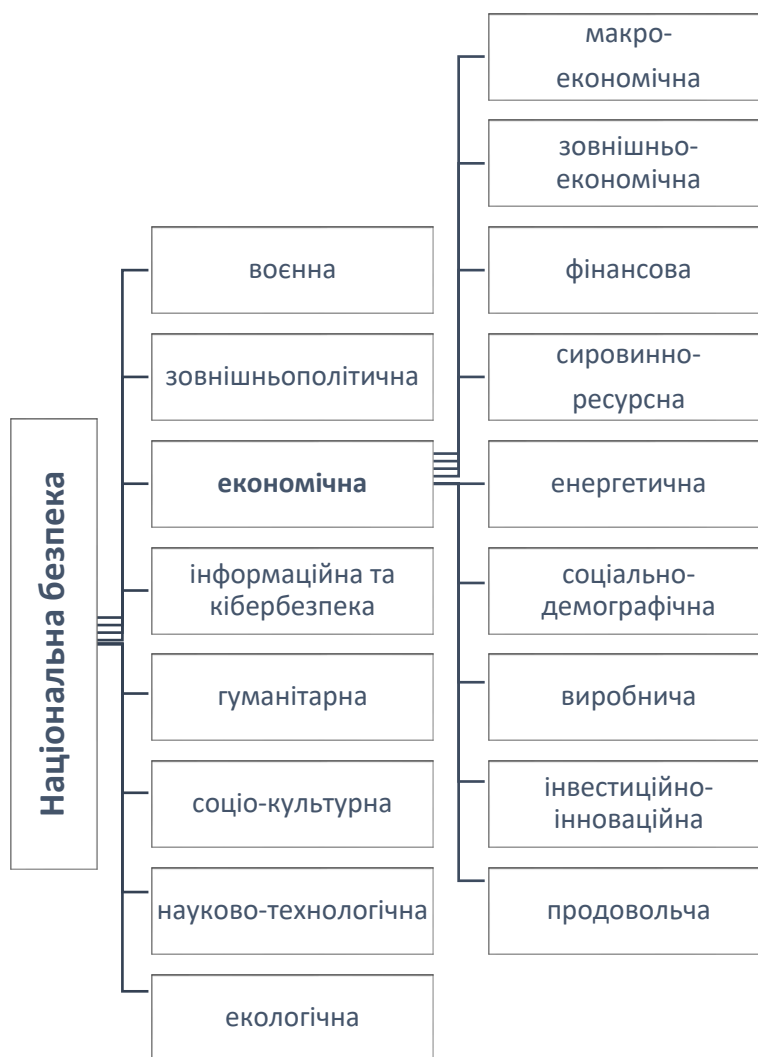 Національна безпека
воєнна
зовнішньополітична
економічна
інформаційна та
кібербезпека
гуманітарна
соціо-культурна
науково-технологічна
екологічна
макро-
економічна
зовнішньо-
економічна
фінансова
сировинно-
ресурсна
енергетична
соціально-
демографічна
виробнича
інвестиційно-
інноваційна
продовольча